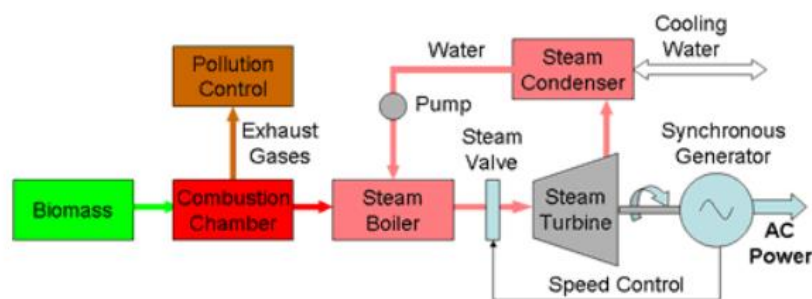 Pollution
Control
Water
Steam
Condenser
Cooling
Water
Pump
Exhaust
Gases
Steam
Valve
Synchronous
Generator
Biomass
Combustion
Chamber
Steam
Boiler
Steam
Turbine
AC
Power
Speed Control